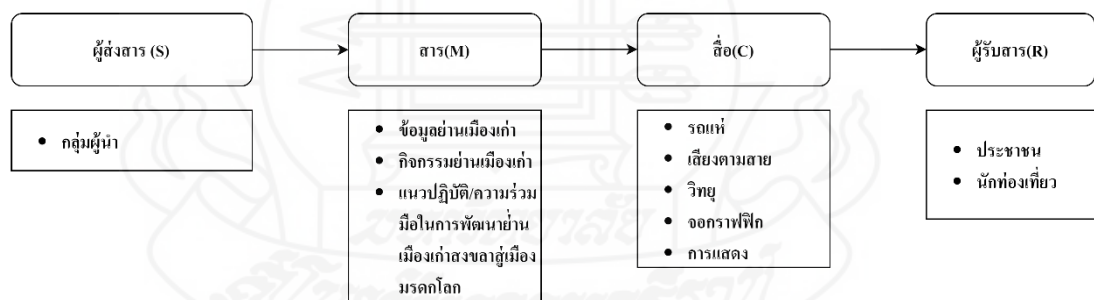 ผู้ส่งสาร (S)
สาร(M)
สื่อ(C)
ผู้รับสาร(R)
• กลุ่มผู้นำ
• ข้อมูลย่านเมืองเก่า
• กิจกรรมย่านเมืองเก่า
• แนวปฏิบัติ/ความร่วม
มือในการพัฒนาย่าน
เมืองเก่าสงขลาสู่เมือง
มรดกโลก
• รถแห่
• เสียงตามสาย
• วิทยุ
• จอกราฟฟิก
• การแสดง
• ประชาชน
• นักท่องเที่ยว